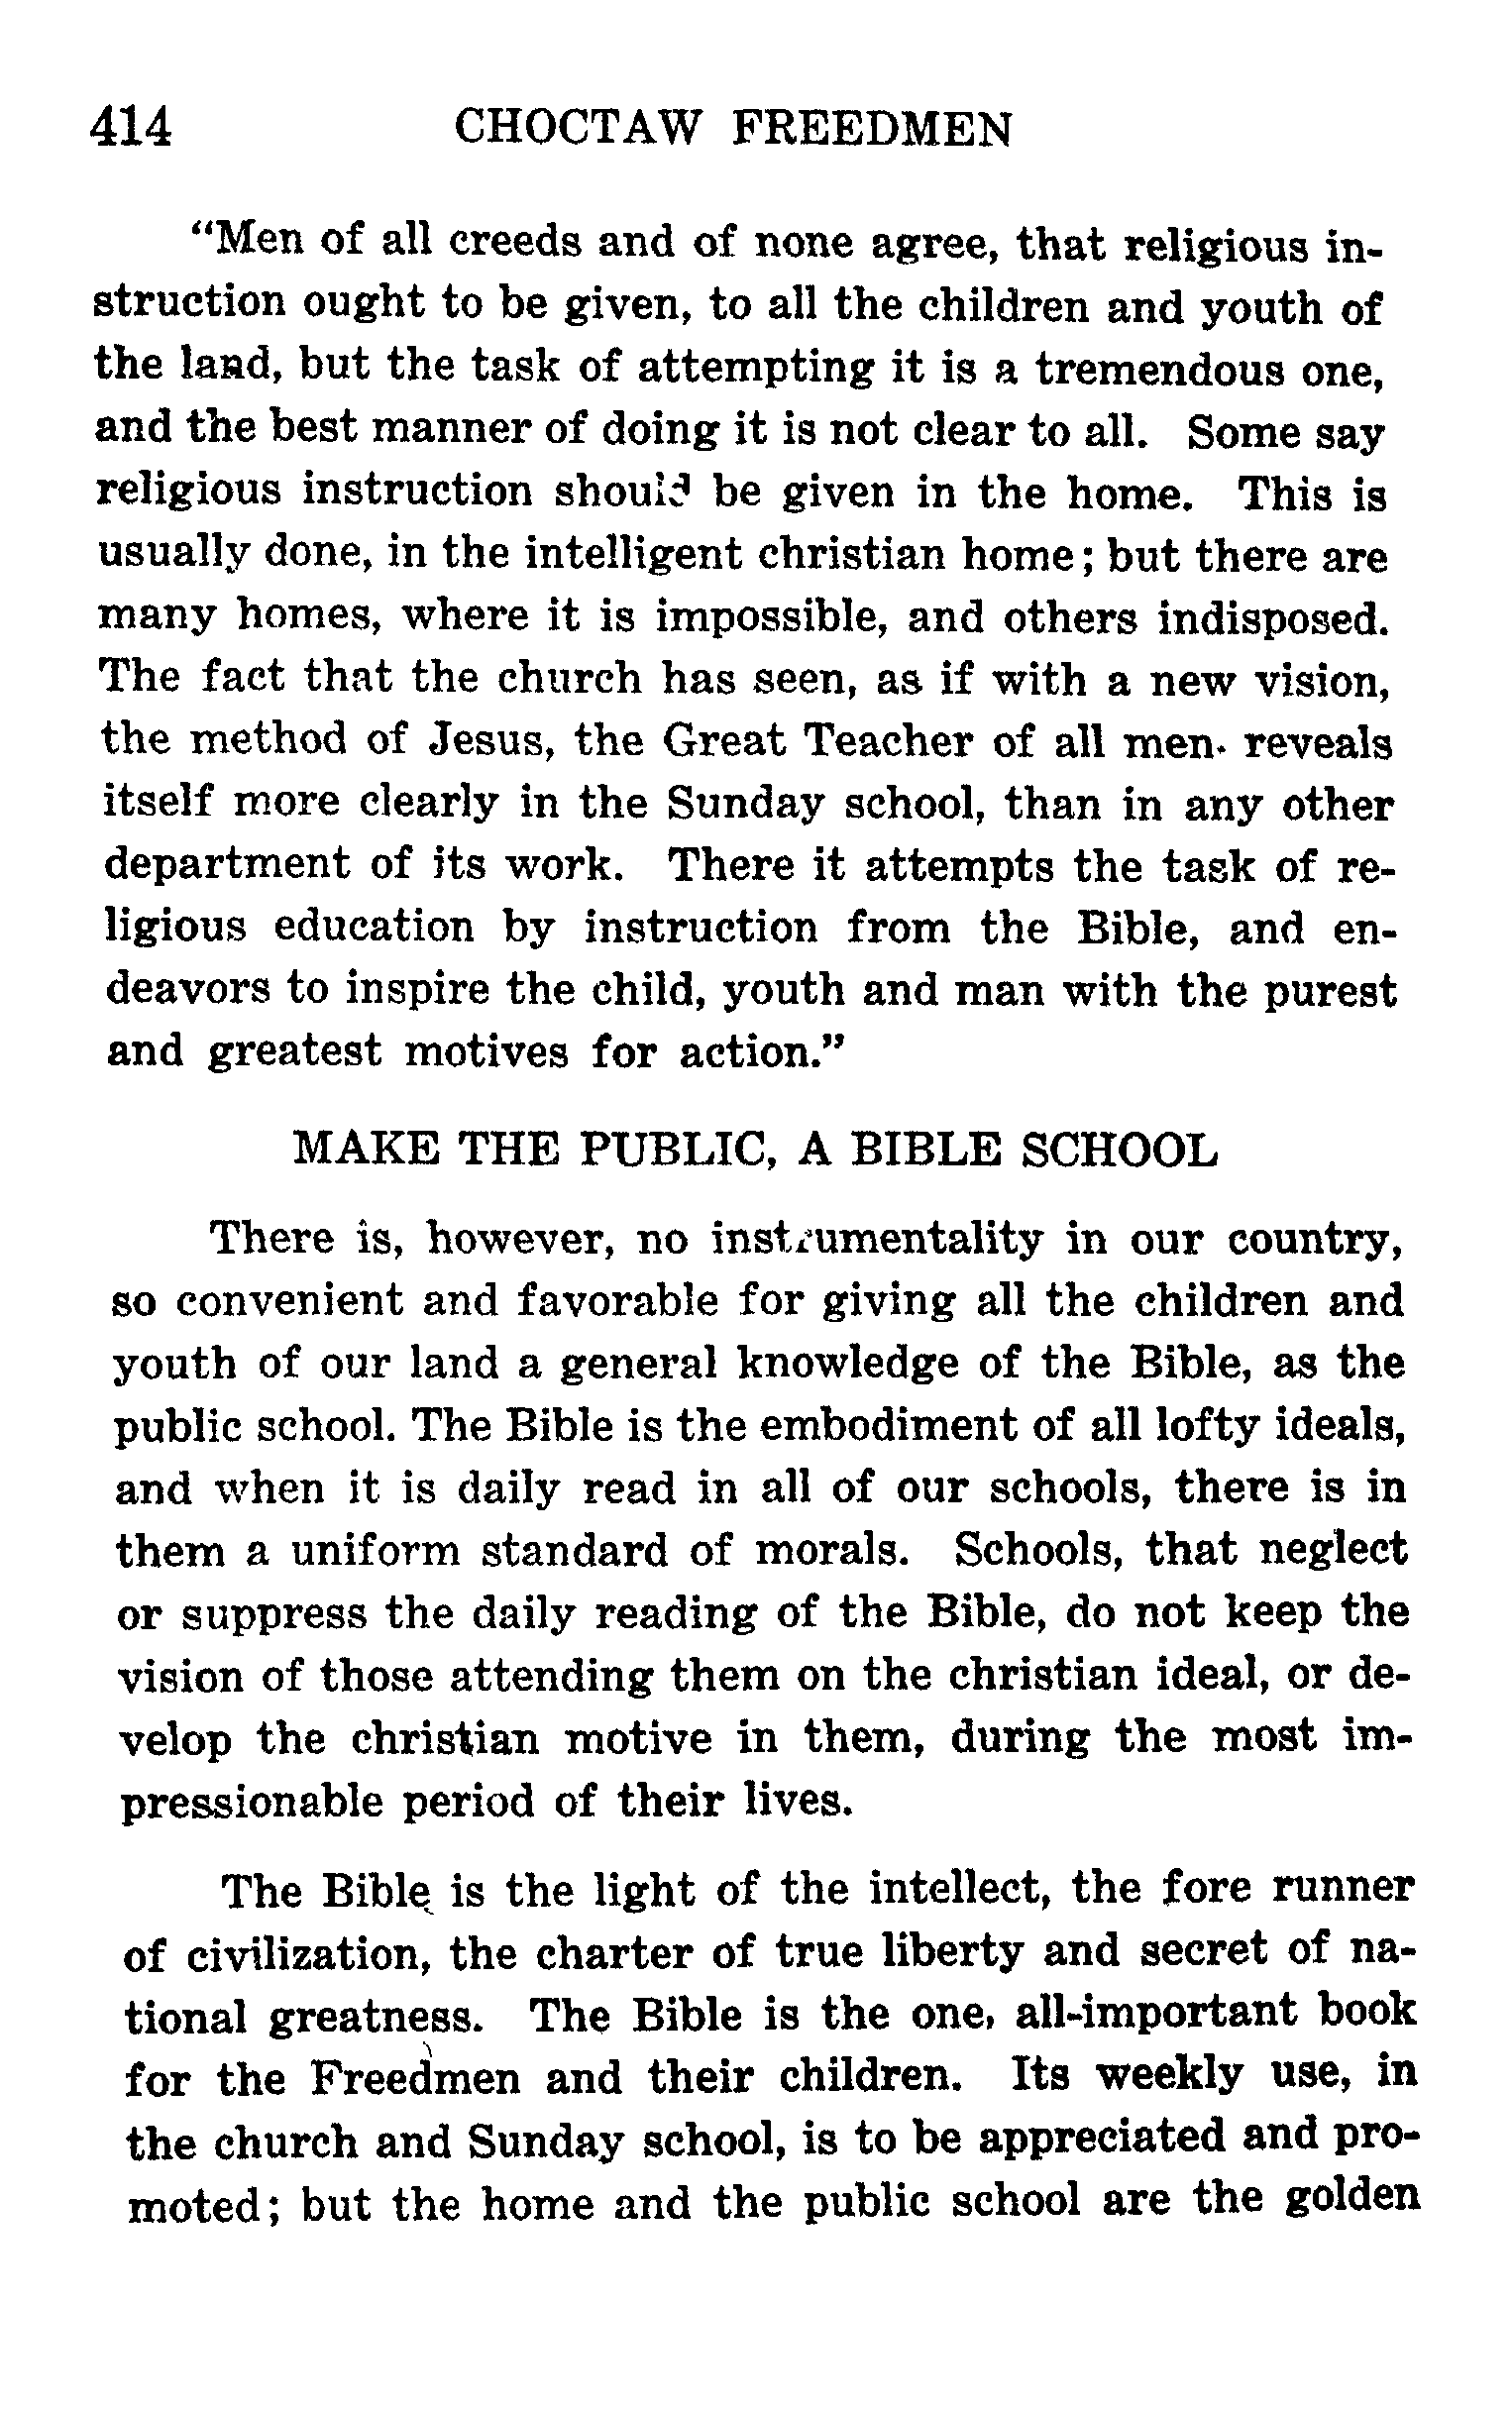 414 CHOCTAW FREEDMEN
“Men of all creeds and of none agree, that religious in-
struction ought to be given, to all the children and youth of
the land, but the task of attempting it is a tremendous one,
and the best manner of doing it is not clear to all. Some say
religious instruction should be given in the home. This is
usually done, in the intelligent christian home; but there are
many homes, where it is impossible, and others indisposed.
The fact that the church has seen, as if with a new vision,
the method of Jesus, the Great Teacher of all men. reveals
itself more clearly in the Sunday school, than in any other
department of its work. There it attempts the task of re-
ligious education by instruction from the Bible, and en-
deavors to inspire the child, youth and man with the purest
and greatest motives for action.”
MAKE THE PUBLIC, A BIBLE SCHOOL
There is, however, no instrumentality in our country,
so convenient and favorable for giving all the children and
youth of our land a general knowledge of the Bible, as the
public school. The Bible is the embodiment of all lofty ideals,
and when it is daily read in all of our schools, there is in
them a uniform standard of morals. Schools, that neglect
or suppress the daily reading of the Bible, do not keep the
vision of those attending them on the christian ideal, or de-
velop the christian motive in them, during the most im-
pressionable period of their lives.
The Bible is the light of the intellect, the fore runner
of civilization, the charter of true liberty and secret of na-
tional greatness. The Bible is the one, all-important book
for the Freedmen and their children. Its weekly use, in
the church and Sunday school, is to be appreciated and pro-
moted; but the home and the public school are the golden